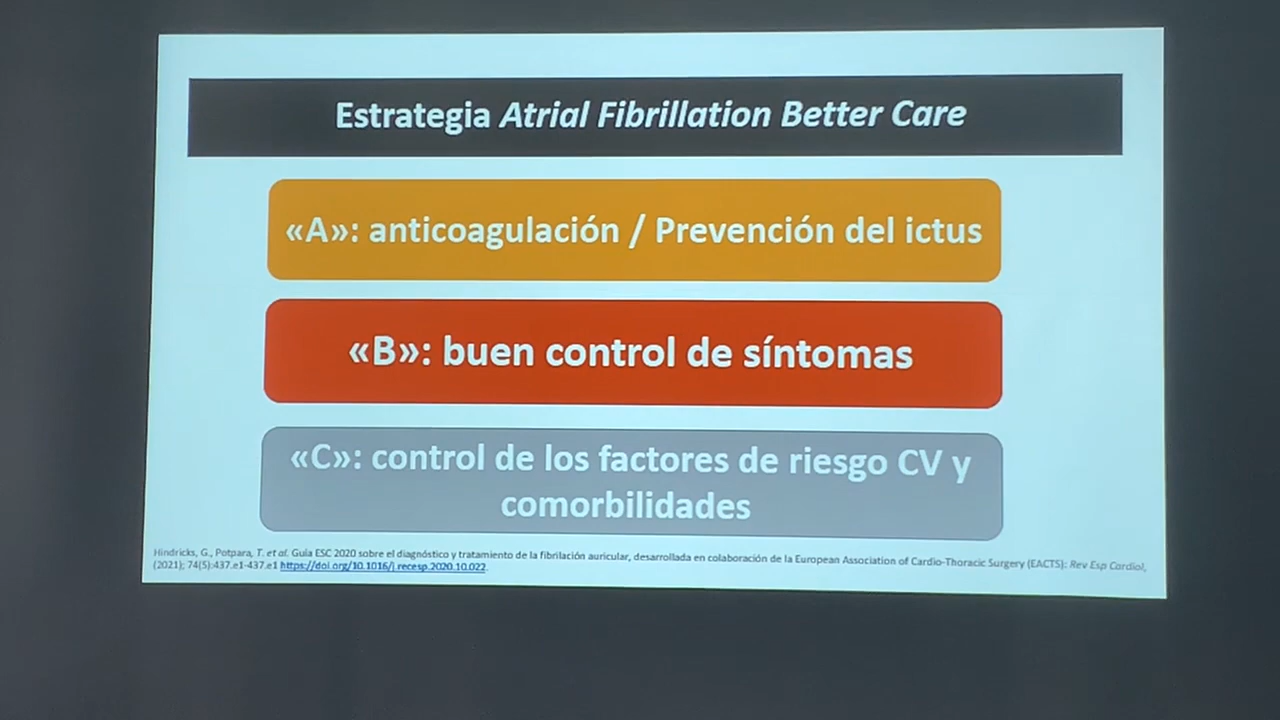 Estrategia Atrial Fibrillation Better Care
«A»: anticoagulación / Prevención del ictus
«B»: buen control de síntomas
«C»: control de los factores de riesgo CV y
comorbilidades
Hindricks, G., Potpara, T. et al. Guía ESC 2020 sobre el diagnóstico y tratamiento de la fibrilación auricular, desarrollada en colaboración de la European Association of Cardio-Thoracic Surgery (EACTS): Rev Esp Cardiol,
(2021); 74(5):437.e1-437.e1 https://doi.org/10.1016/j.recesp.2020.10.022.